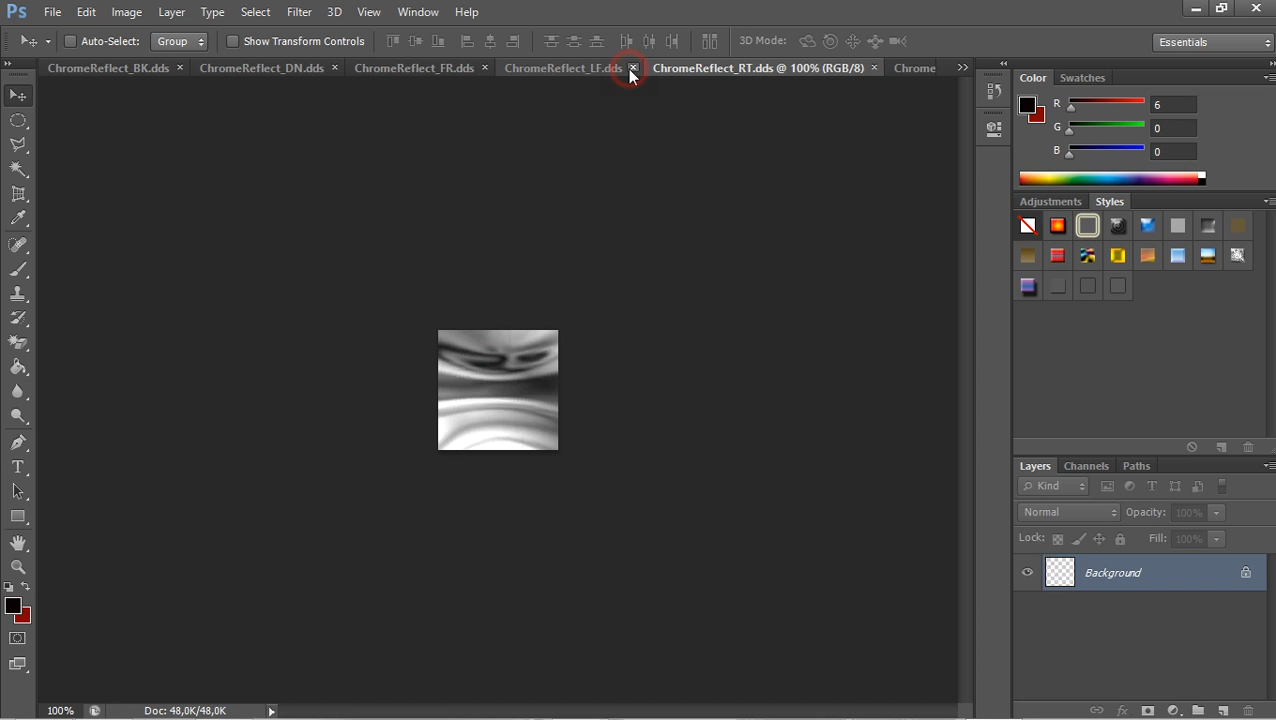 Ps File Edit Image Layer Type Select Filter 3D View Window Help
Auto-Select: Group Show Transform Controls 3D Mode: Essentials
ChromeReflect_BK.dds ChromeReflect_DN.dds ChromeReflect_FR.dds ChromeReflect_LF.dds ChromeReflect_RT.dds @ 100% (RGB/8) Chrome
Color Swatches
R 6
G 0
B 0
Adjustments Styles
Layers Channels Paths
Kind
Normal Opacity: 100%
Lock: Fill: 100%
Background
100% Doc: 48,0K/48,0K